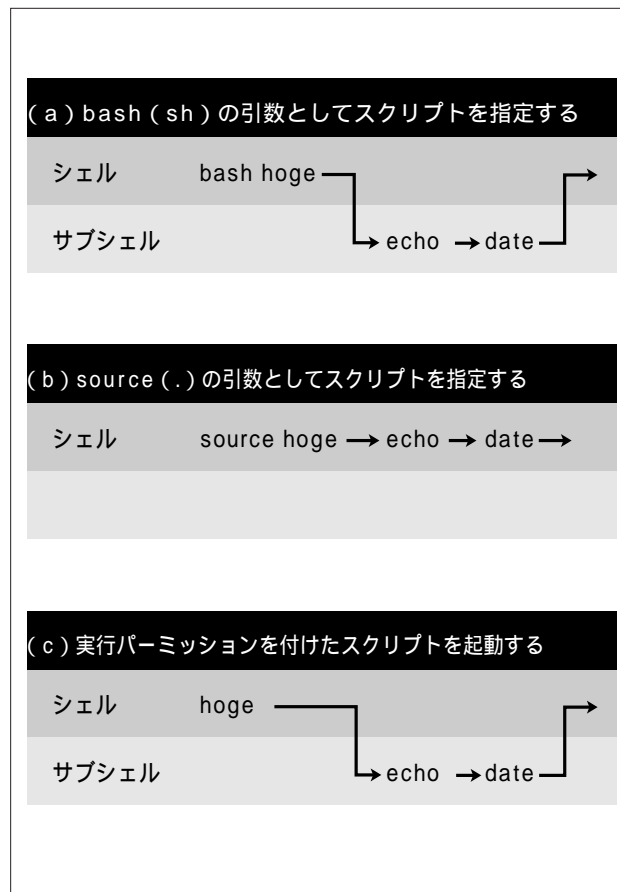 (a)bash(sh)の引数としてスクリプトを指定する
シェル bash hoge
サブシェル echo date
(b)source(.)の引数としてスクリプトを指定する
シェル source hoge echo date
(c)実行パーミッションを付けたスクリプトを起動する
シェル hoge
サブシェル echo date